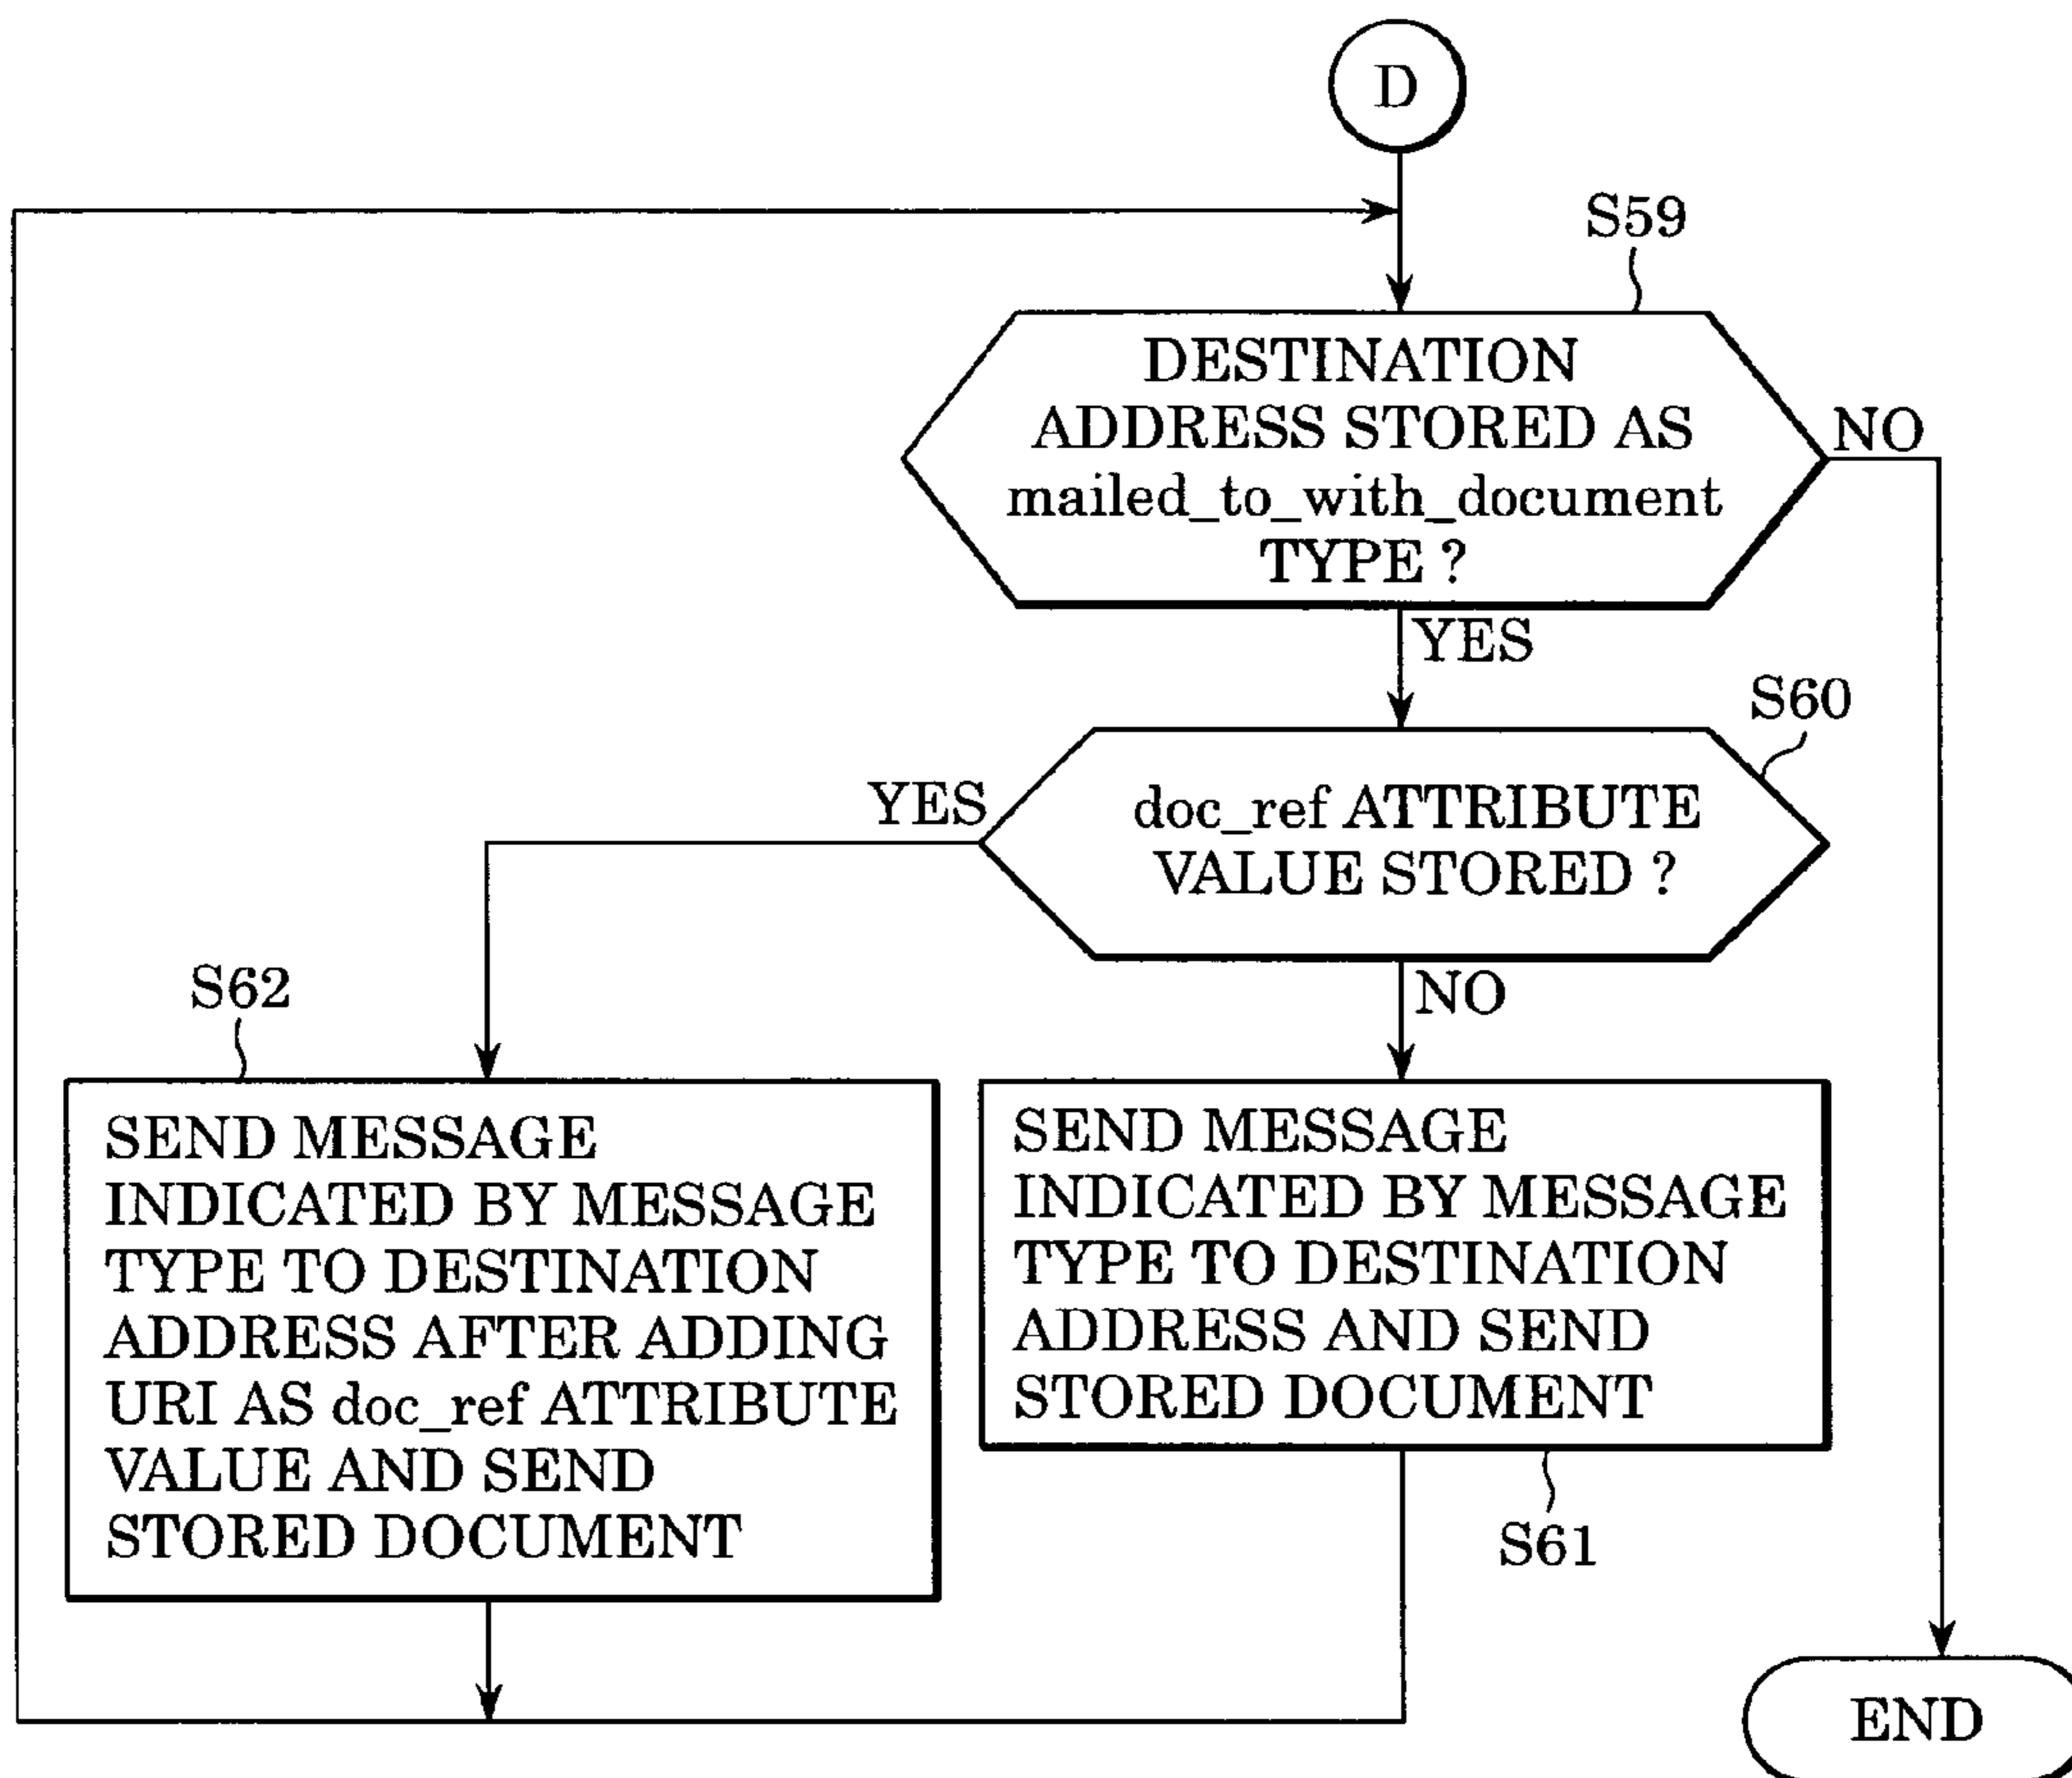 D
S59
DESTINATION
ADDRESS STORED AS
mailed_to_with_document
TYPE ?
NO
YES
S60
doc_ref ATTRIBUTE
VALUE STORED ?
YES
NO
S62
SEND MESSAGE
INDICATED BY MESSAGE
TYPE TO DESTINATION
ADDRESS AFTER ADDING
URI AS doc_ref ATTRIBUTE
VALUE AND SEND
STORED DOCUMENT
SEND MESSAGE
INDICATED BY MESSAGE
TYPE TO DESTINATION
ADDRESS AND SEND
STORED DOCUMENT
S61
END